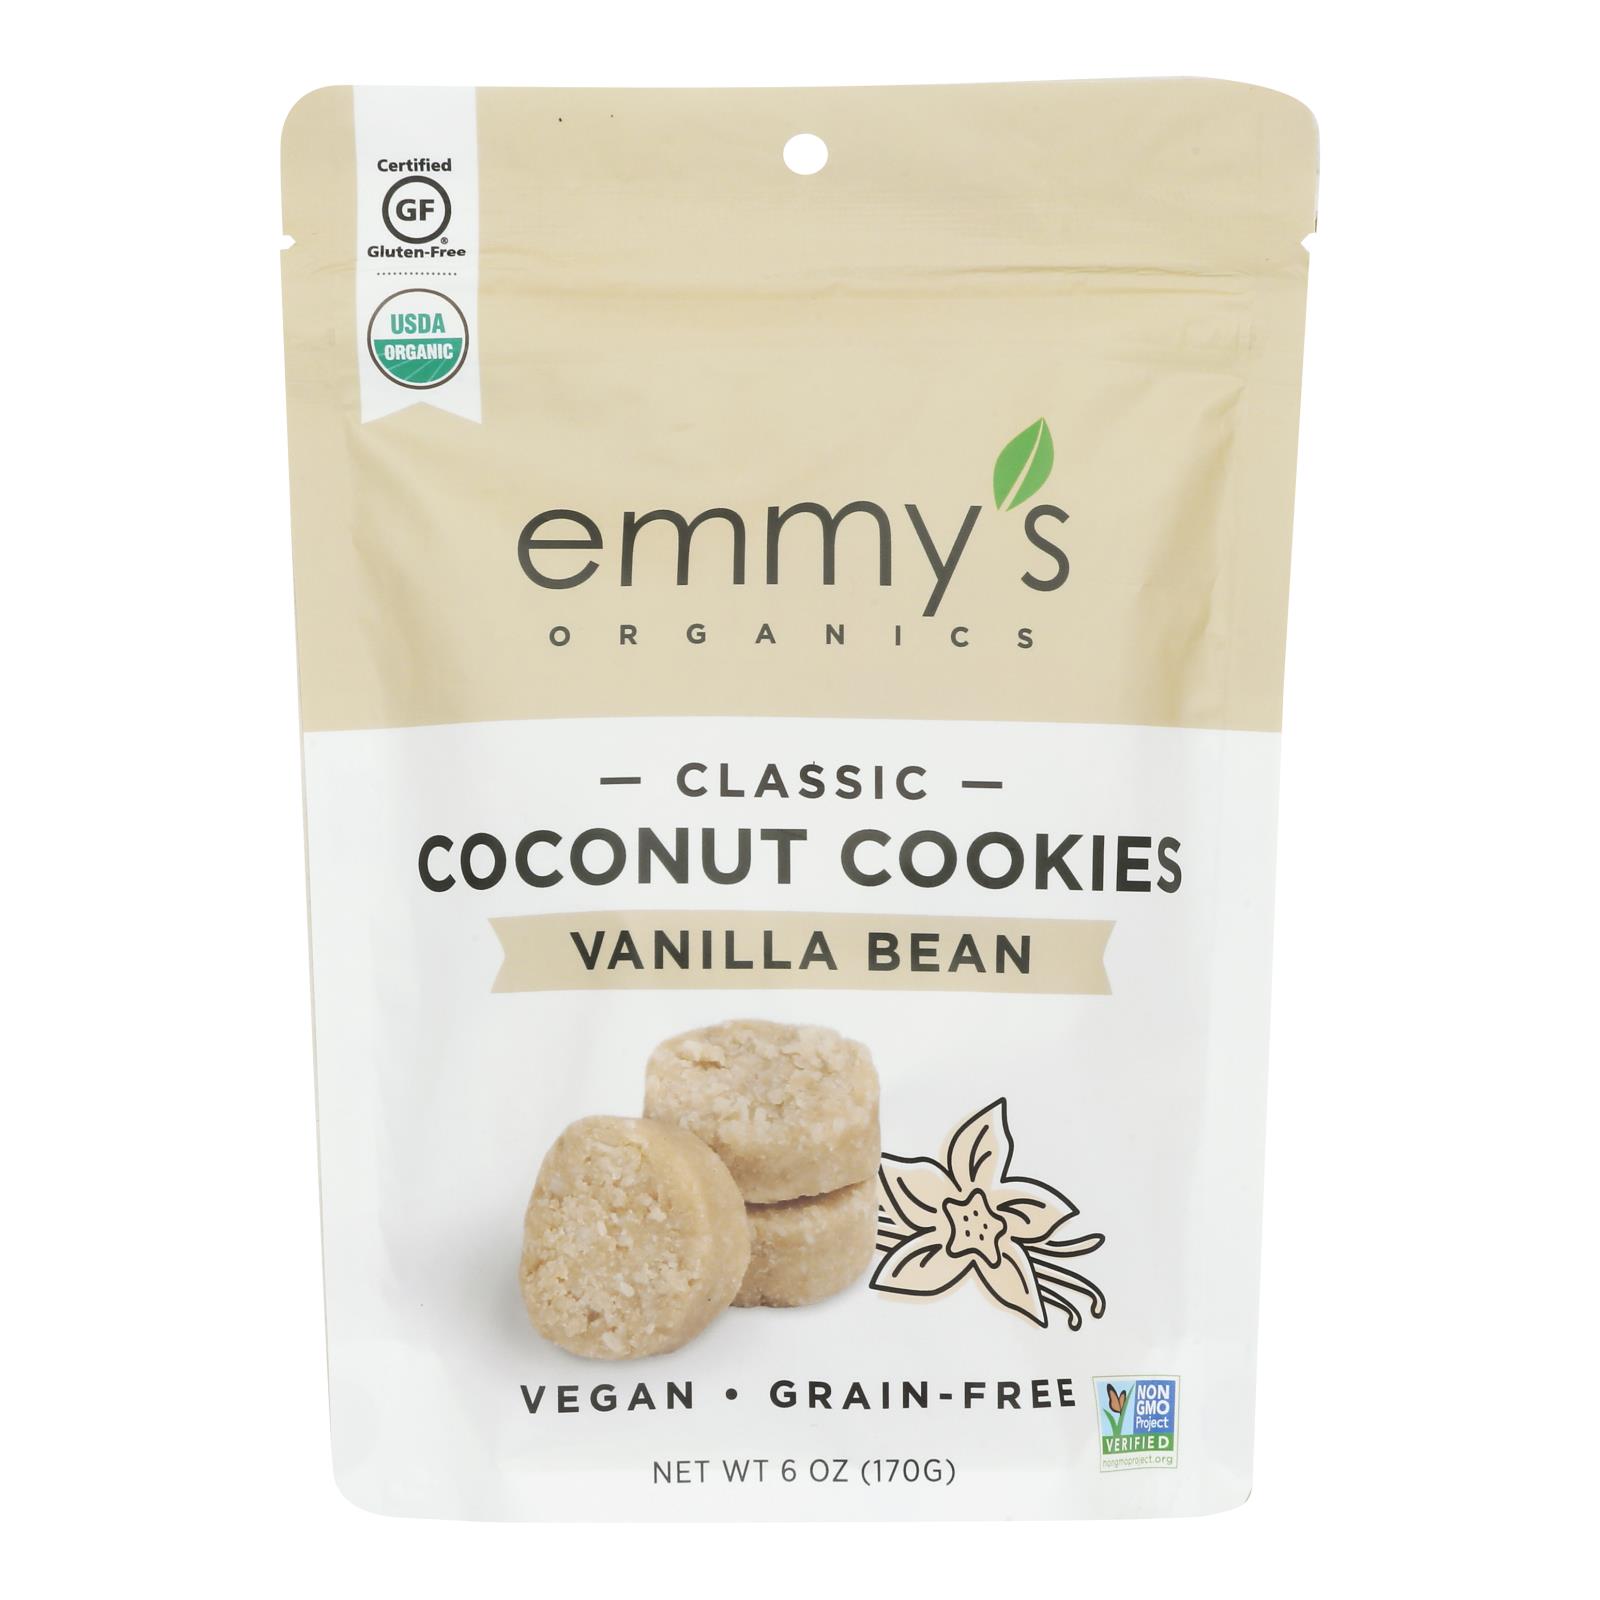 Certified
GF
®
Gluten-Free
USDA
ORGANIC
emmy's
ORGANICS
— CLASSIC —
COCONUT COOKIES
VANILLA BEAN
VEGAN • GRAIN-FREE
NON
GMO
Project
VERIFIED
nongmoproject.org
NET WT 6 OZ (170G)